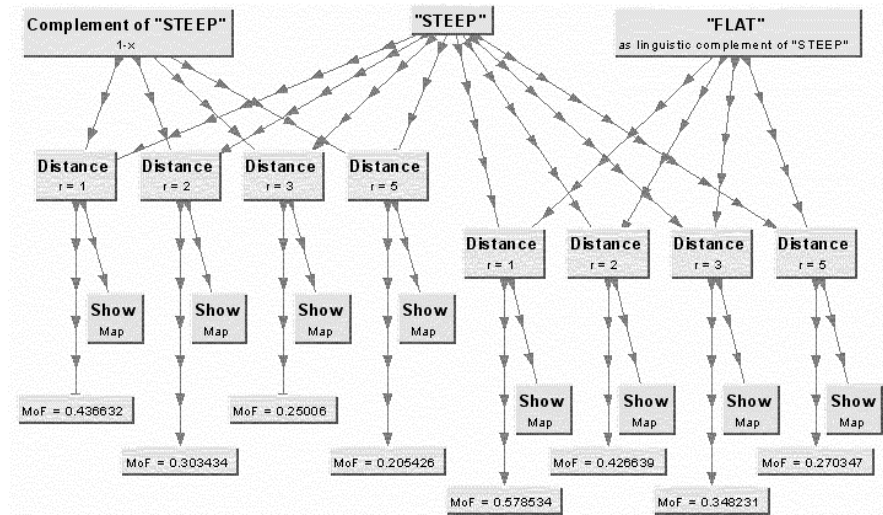 Complement of "STEEP"
1-x
"STEEP"
"FLAT"
as linguistic complement of "STEEP"
Distance
r = 1
Distance
r = 2
Distance
r = 3
Distance
r = 5
Distance
r = 1
Distance
r = 2
Distance
r = 3
Distance
r = 5
Show
Map
Show
Map
Show
Map
Show
Map
Show
Map
Show
Map
Show
Map
Show
Map
MoF = 0.436632
MoF = 0.25006
MoF = 0.303434
MoF = 0.205426
MoF = 0.426639
MoF = 0.270347
MoF = 0.578534
MoF = 0.348231